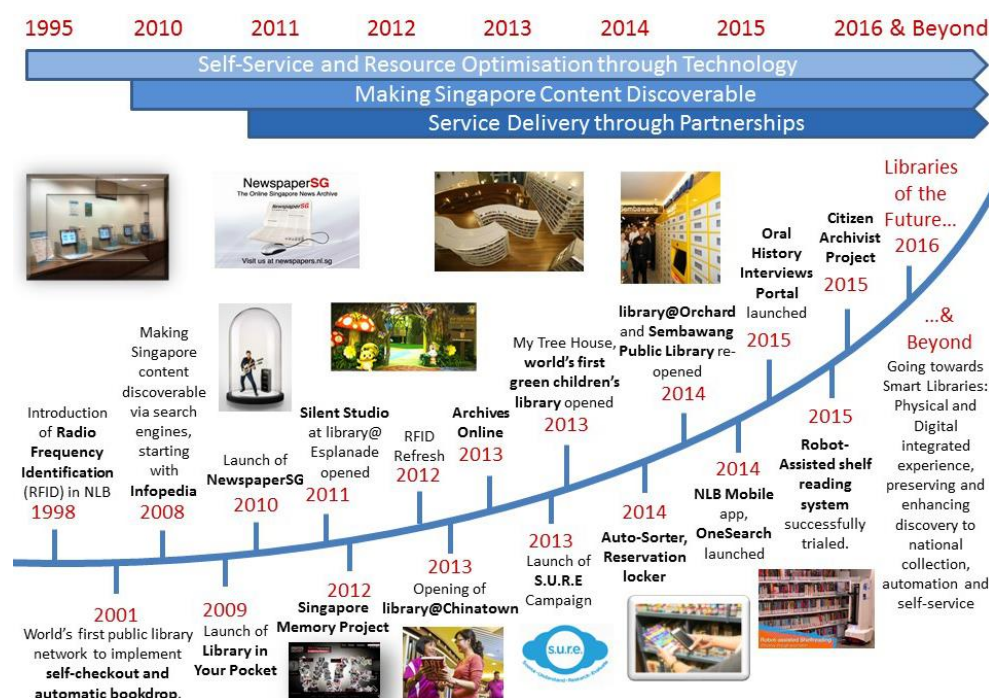 1995 2010 2011 2012 2013 2014 2015 2016 & Beyond
Self-Service and Resource Optimisation through Technology
Making Singapore Content Discoverable
Service Delivery through Partnerships
NewspaperSG
The Online Singapore News Archive
NewspaperSG
Visit us at newspapers.nl.sg
Sembawang
Introduction
of Radio
Frequency
Identification
(RFID) in NLB
1998
World's first public library
network to implement
self-checkout and
automatic bookdrop.
2001
Making
Singapore
content
discoverable
via search
engines,
starting
with
Infopedia
2008
2009
Launch of
Library in
Your Pocket
Launch of
NewspaperSG
2010
Silent Studio
at library@
Esplanade
opened
2011
2012
Singapore
Memory Project
RFID
Refresh
2012
2013
Opening of
library@Chinatown
Archives
Online
2013
2013
Launch of
S.U.R.E
Campaign
s.u.r.e.
Source•Understand•Research•Evaluate
My Tree House,
world's first
green children's
library opened
2013
2014
Auto-Sorter,
Reservation
locker
library@Orchard
and Sembawang
Public Library re-
opened
2014
2014
NLB Mobile
app,
OneSearch
launched
Oral
History
Interviews
Portal
launched
2015
2015
Robot-
Assisted shelf
reading
system
successfully
trialed.
Robot-assisted Shelfreading
Citizen
Archivist
Project
2015
Libraries
of the
Future...
2016
...&
Beyond
Going towards
Smart Libraries:
Physical and
Digital
integrated
experience,
preserving and
enhancing
discovery to
national
collection,
automation and
self-service